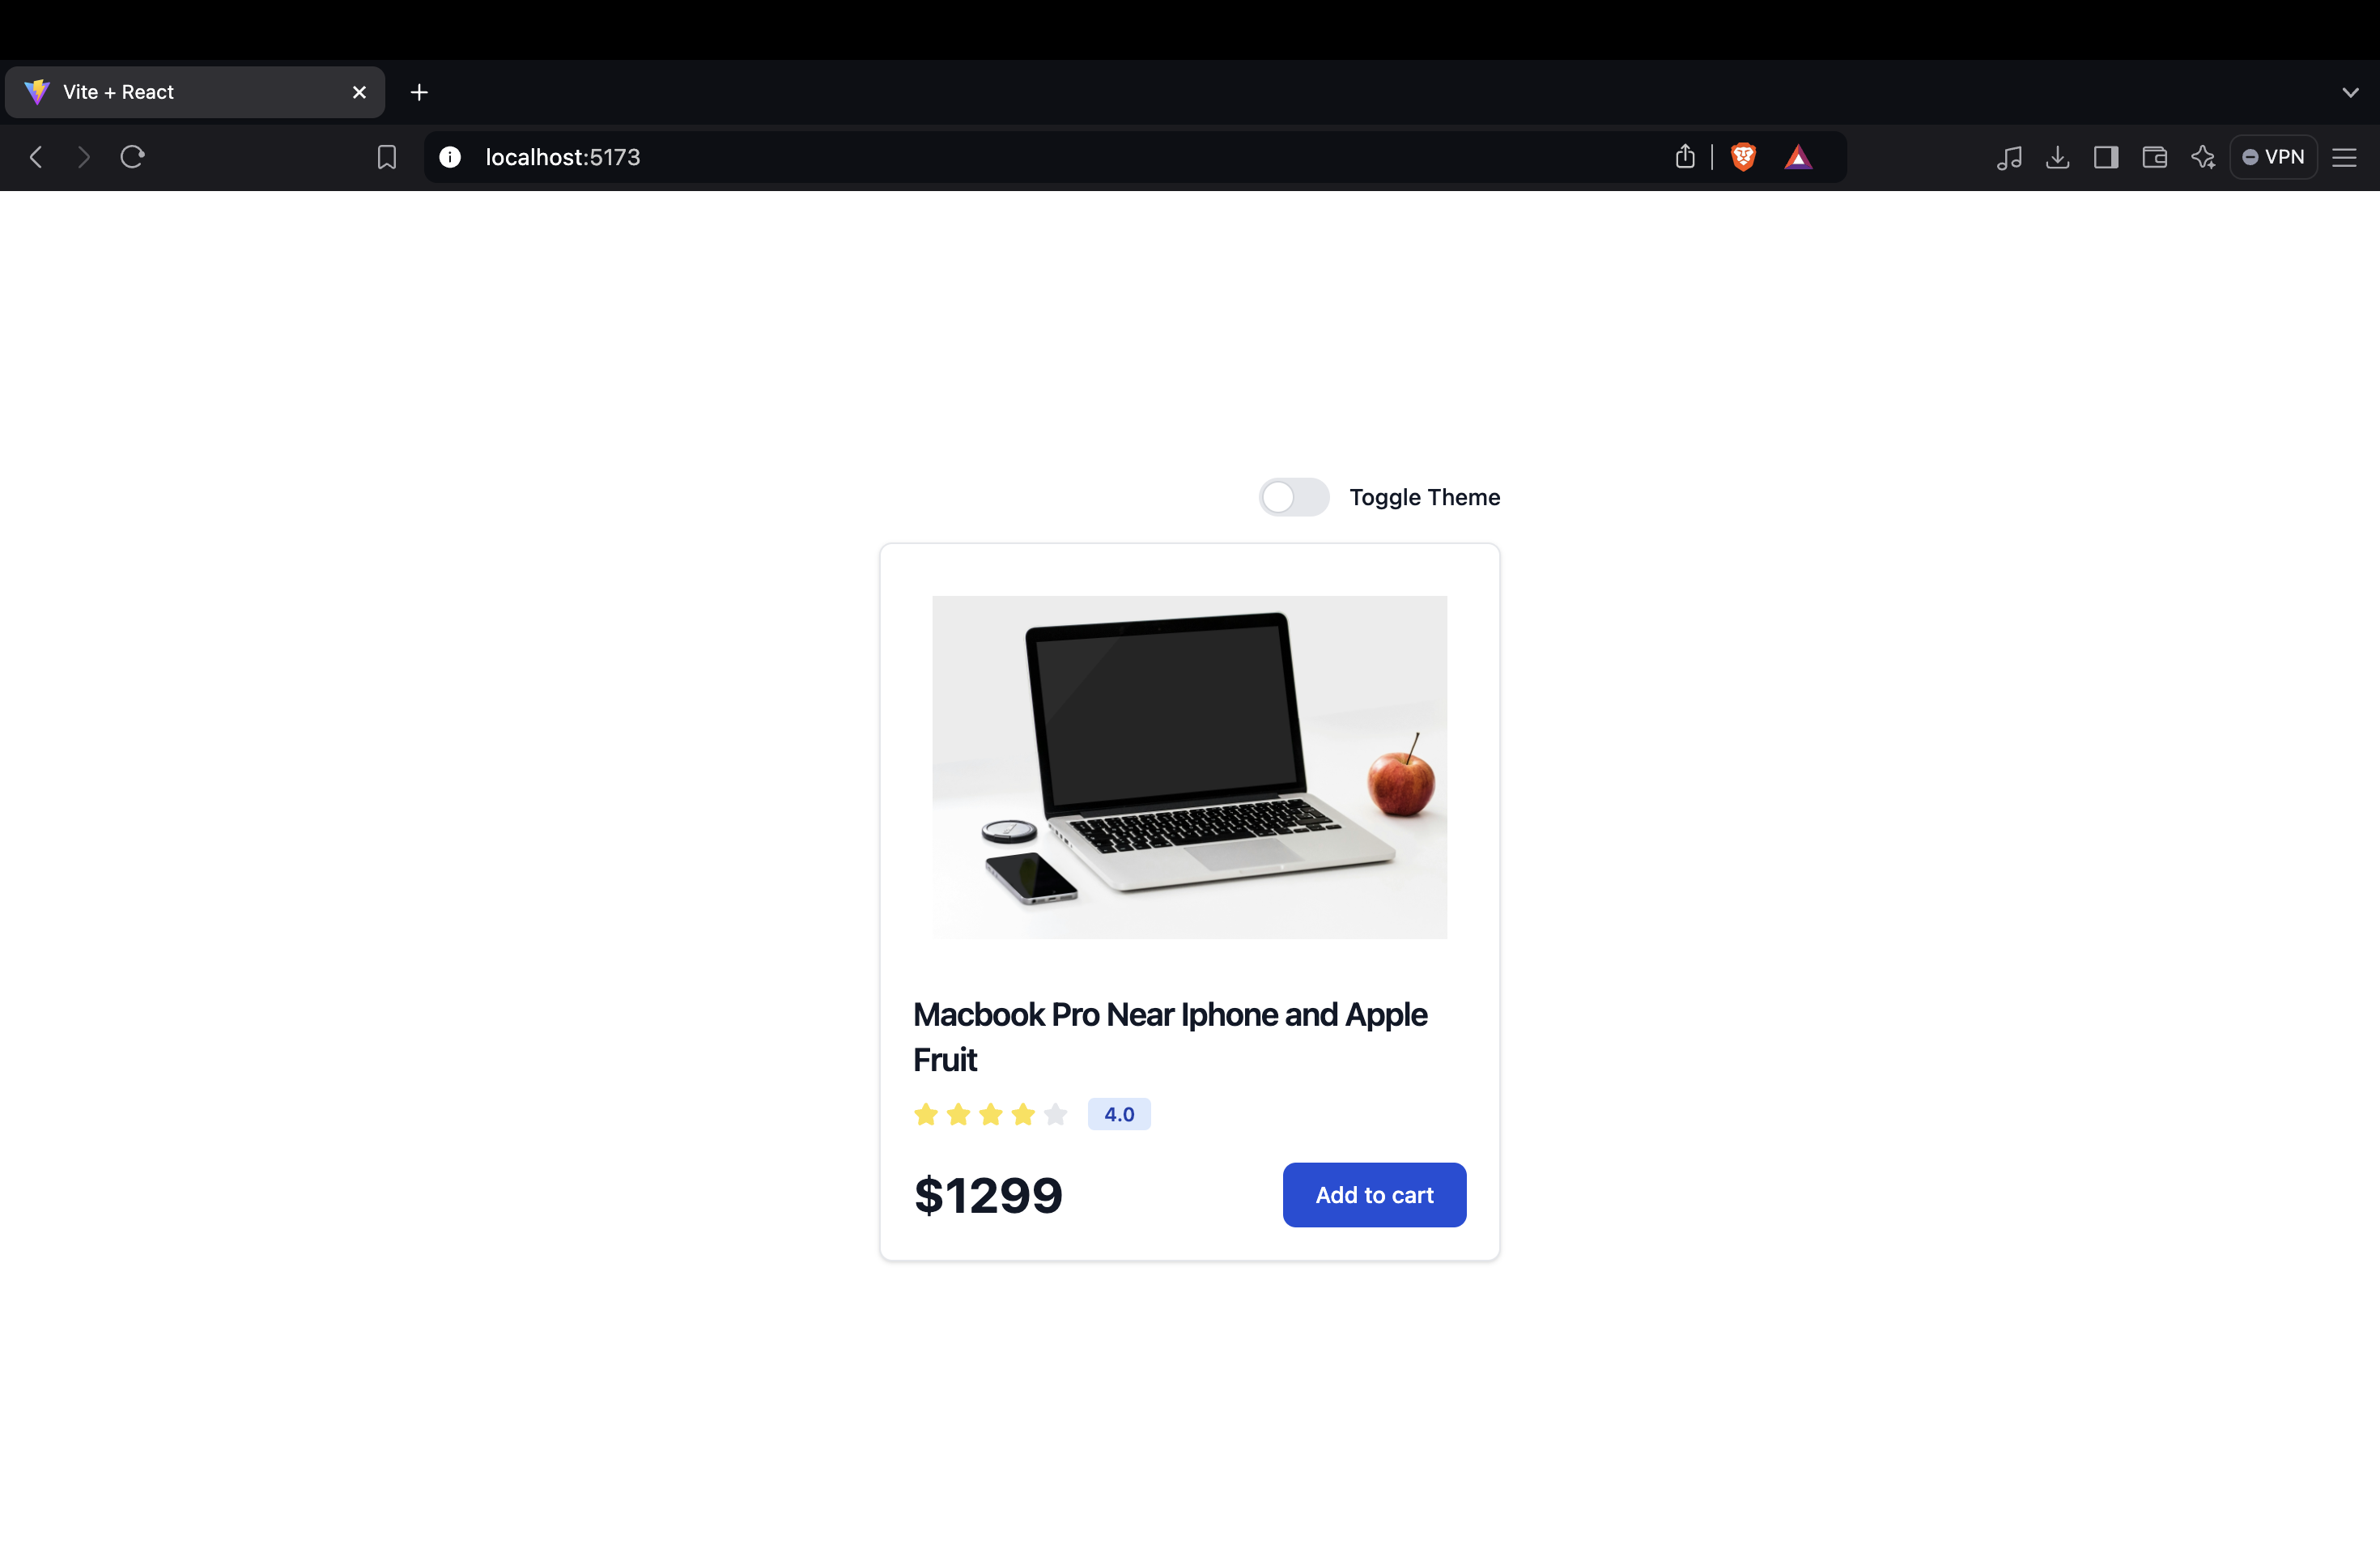 Vite + React
localhost:5173
VPN
Toggle Theme
Macbook Pro Near Iphone and Apple
Fruit
4.0
$1299
Add to cart